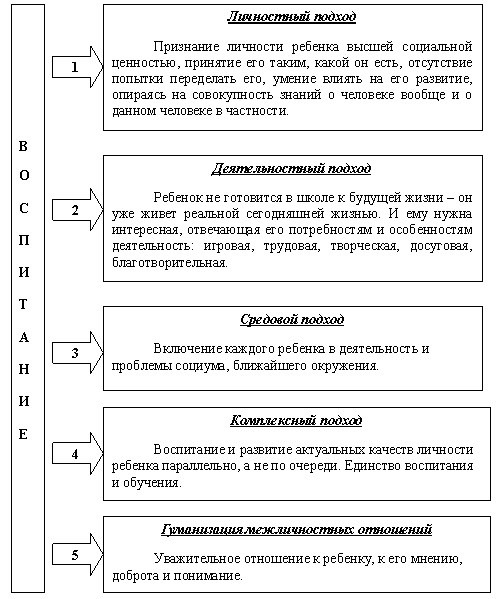 ВОСПИТАНИЕ
1
Личностный подход
Признание личности ребенка высшей социальной
ценностью, принятие его таким, какой он есть, отсутствие
попытки переделать его, умение влиять на его развитие,
опираясь на совокупность знаний о человеке вообще и о
данном человеке в частности.
2
Деятельностный подход
Ребенок не готовится в школе к будущей жизни – он
уже живет реальной сегодняшней жизнью. И ему нужна
интересная, отвечающая его потребностям и особенностям
деятельность: игровая, трудовая, творческая, досуговая,
благотворительная.
3
Средовой подход
Включение каждого ребенка в деятельность и
проблемы социума, ближайшего окружения.
4
Комплексный подход
Воспитание и развитие актуальных качеств личности
ребенка параллельно, а не по очереди. Единство воспитания
и обучения.
5
Гуманизация межличностных отношений
Уважительное отношение к ребенку, к его мнению,
доброта и понимание.